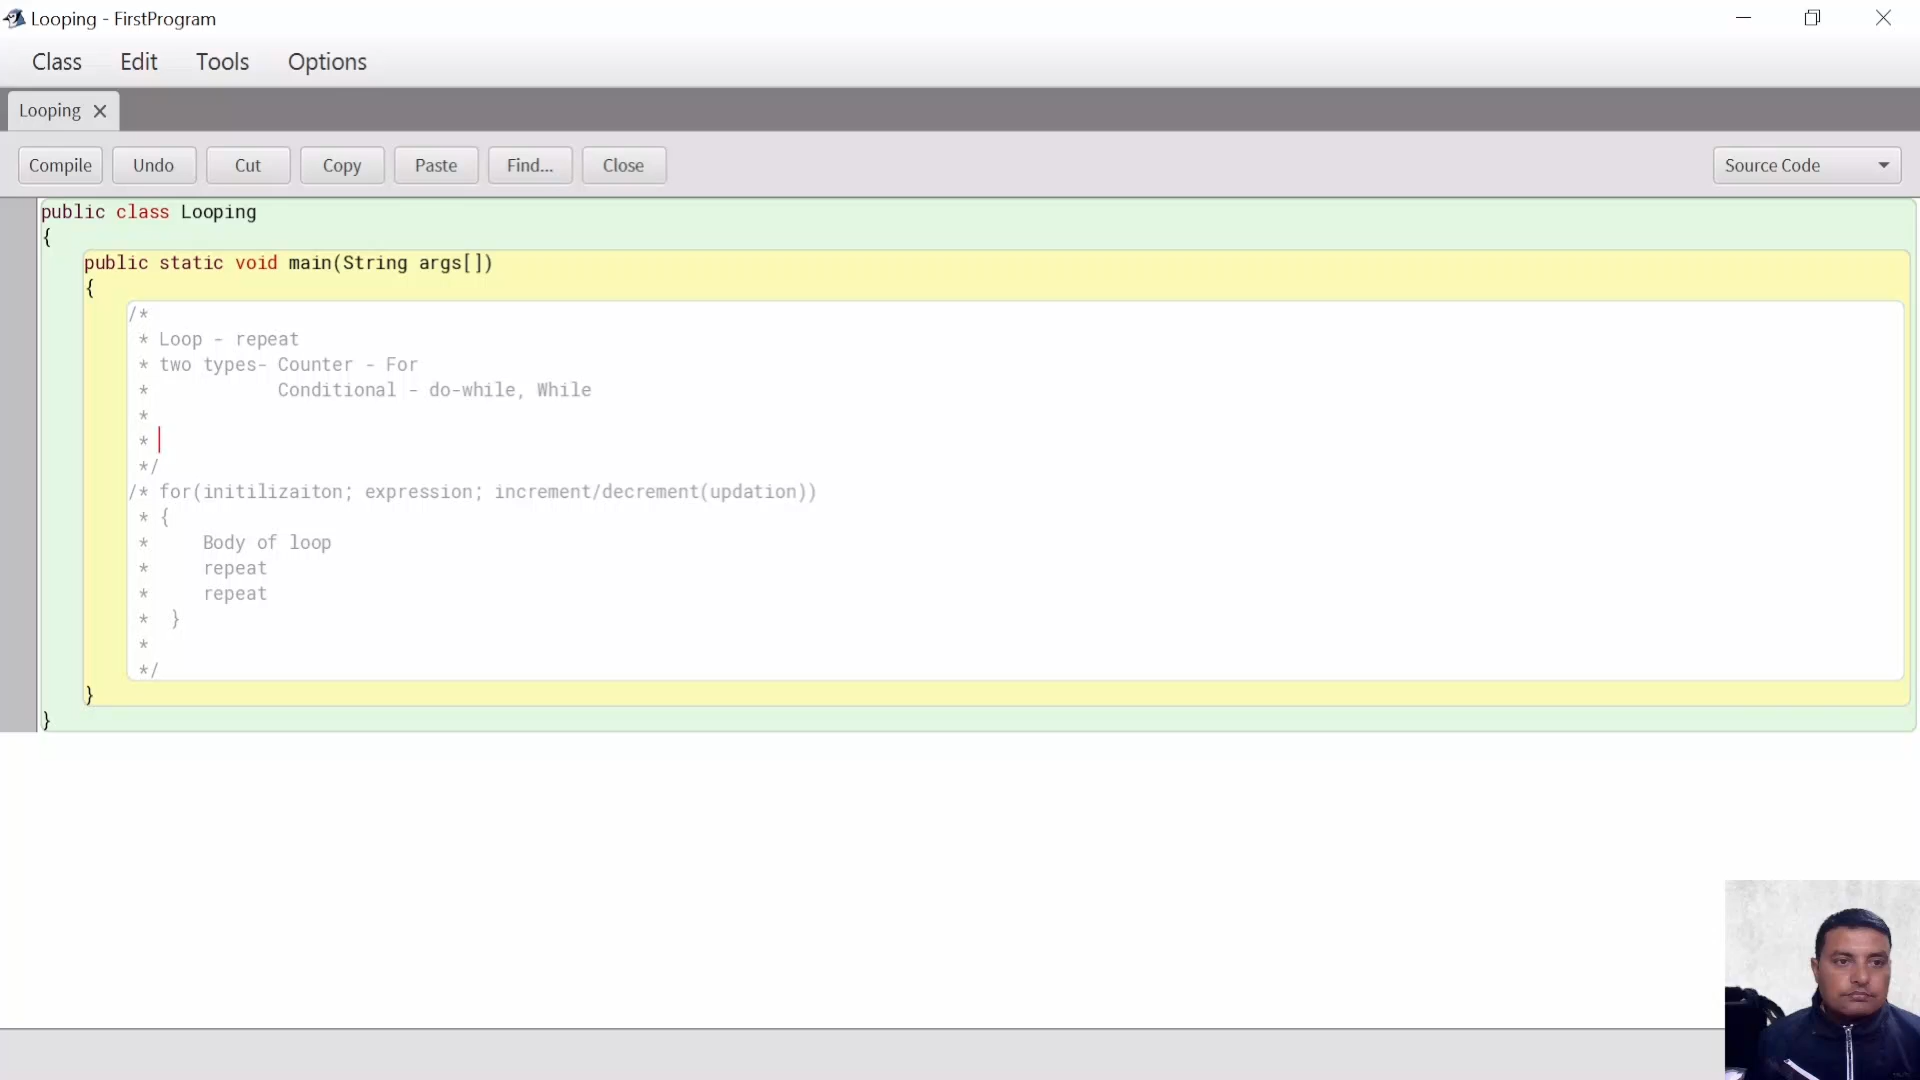 Looping - FirstProgram
Class Edit Tools Options
Looping
Compile Undo Cut Copy Paste Find... Close Source Code
public class Looping
{
public static void main(String args[])
{
/*
* Loop - repeat
* two types- Counter - For
* Conditional - do-while, While
*
*
*/
/* for(initilizaiton; expression; increment/decrement(updation))
* {
* Body of loop
* repeat
* repeat
* }
*
*/
}
}